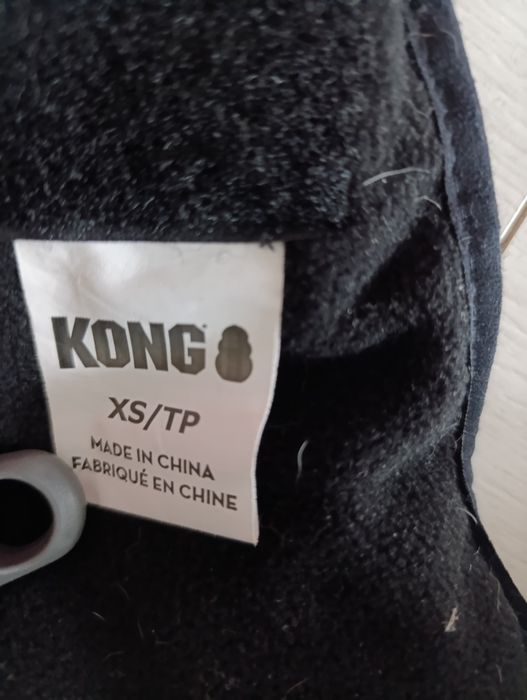 KONG
XS/TP
MADE IN CHINA
FABRIQUÉ EN CHINE